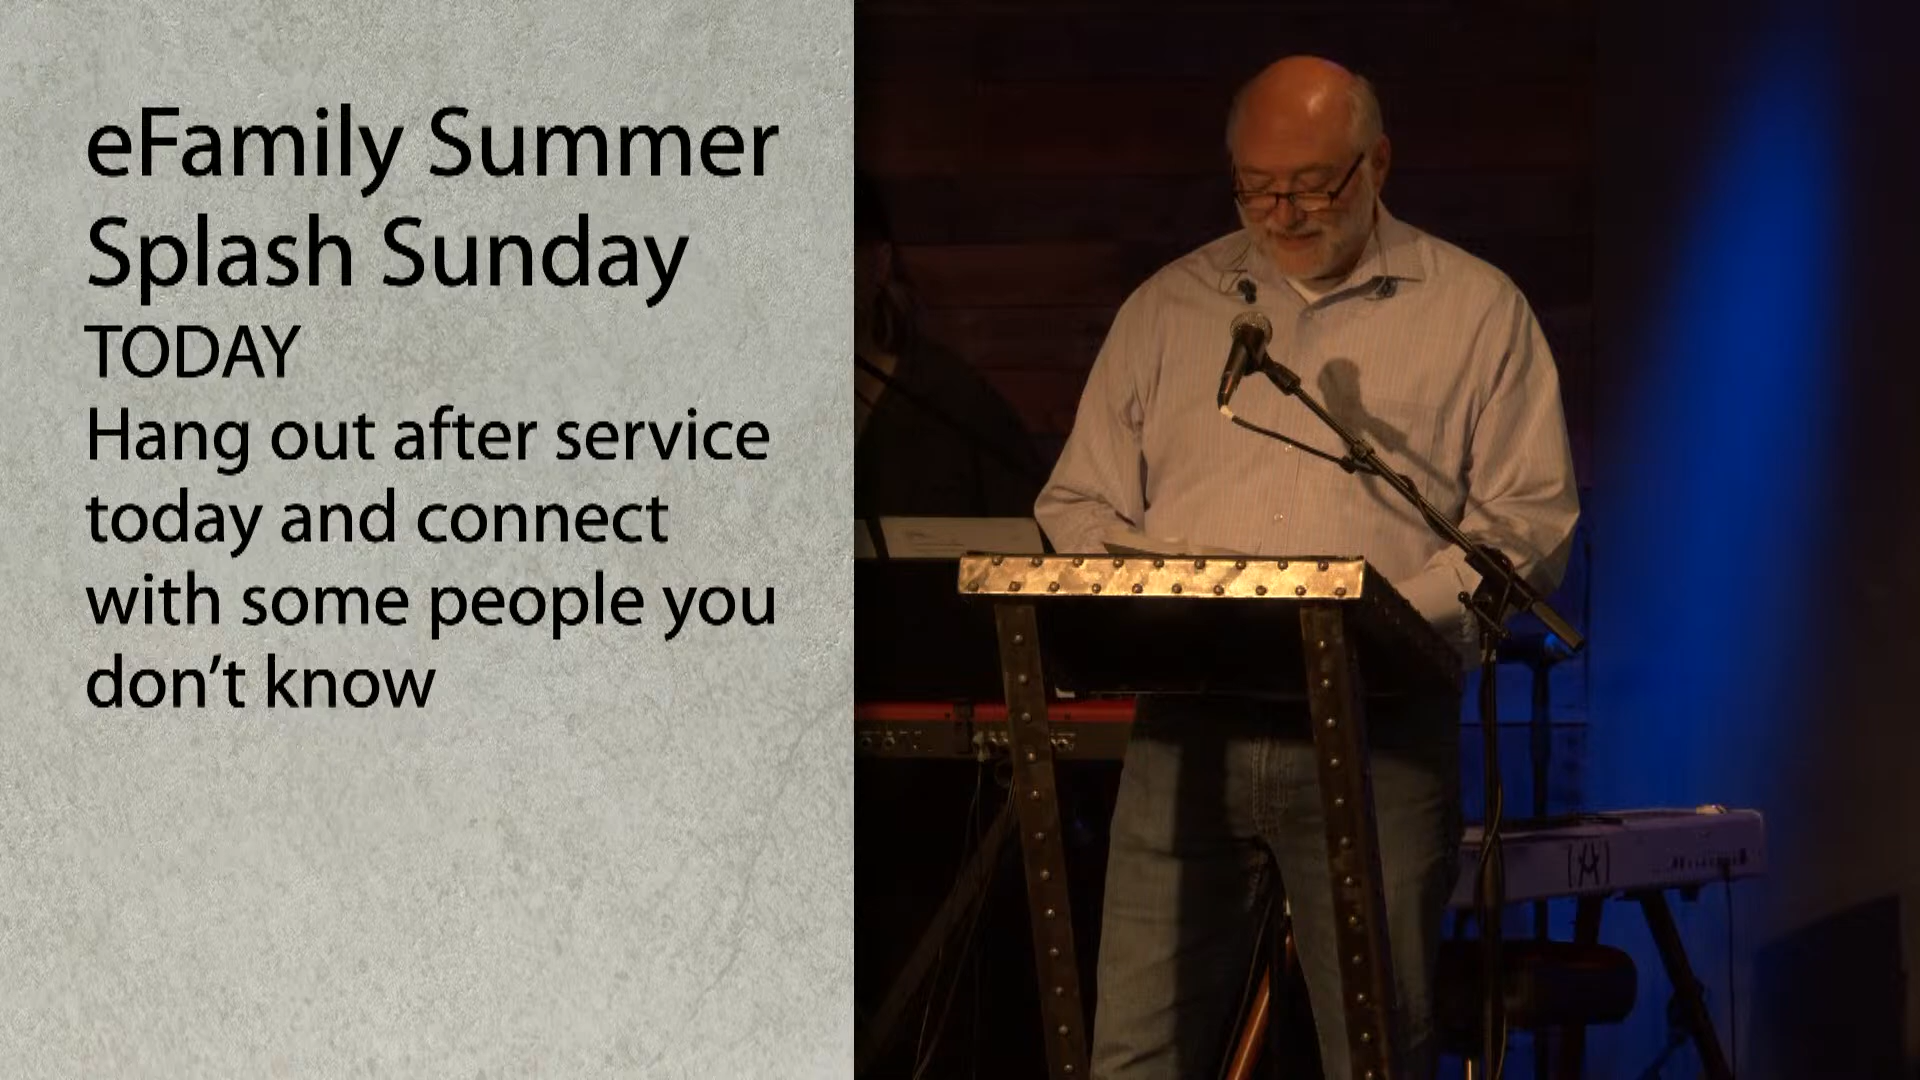 eFamily Summer
Splash Sunday
TODAY
Hang out after service
today and connect
with some people you
don’t know